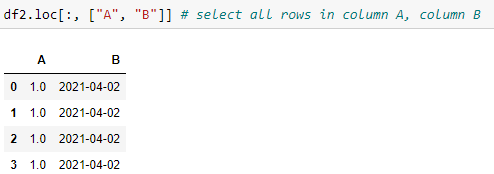 df2.loc[:, ["A", "B"]] # select all rows in column A, column B
A B
0 1.0 2021-04-02
1 1.0 2021-04-02
2 1.0 2021-04-02
3 1.0 2021-04-02